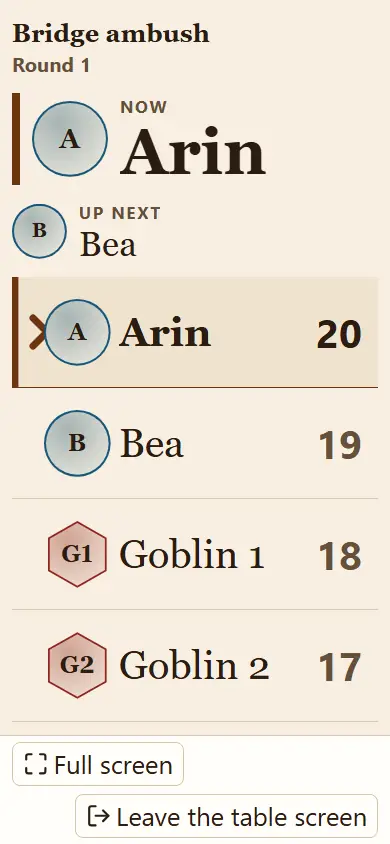 Bridge ambush
Round 1
A
NOW
Arin
B
UP NEXT
Bea
A
Arin
20
B
Bea
19
G1
Goblin 1
18
G2
Goblin 2
17
Full screen
Leave the table screen